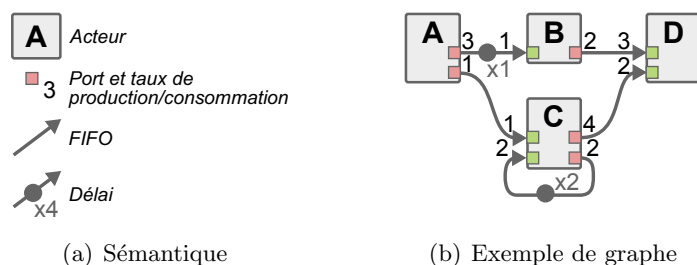 A Acteur
3 Port et taux de
production/consommation
FIFO
x4 Délai
(a) Sémantique
A 3 x1 1 B 2 3 D
1 2
1 C 4
2 2
x2
(b) Exemple de graphe